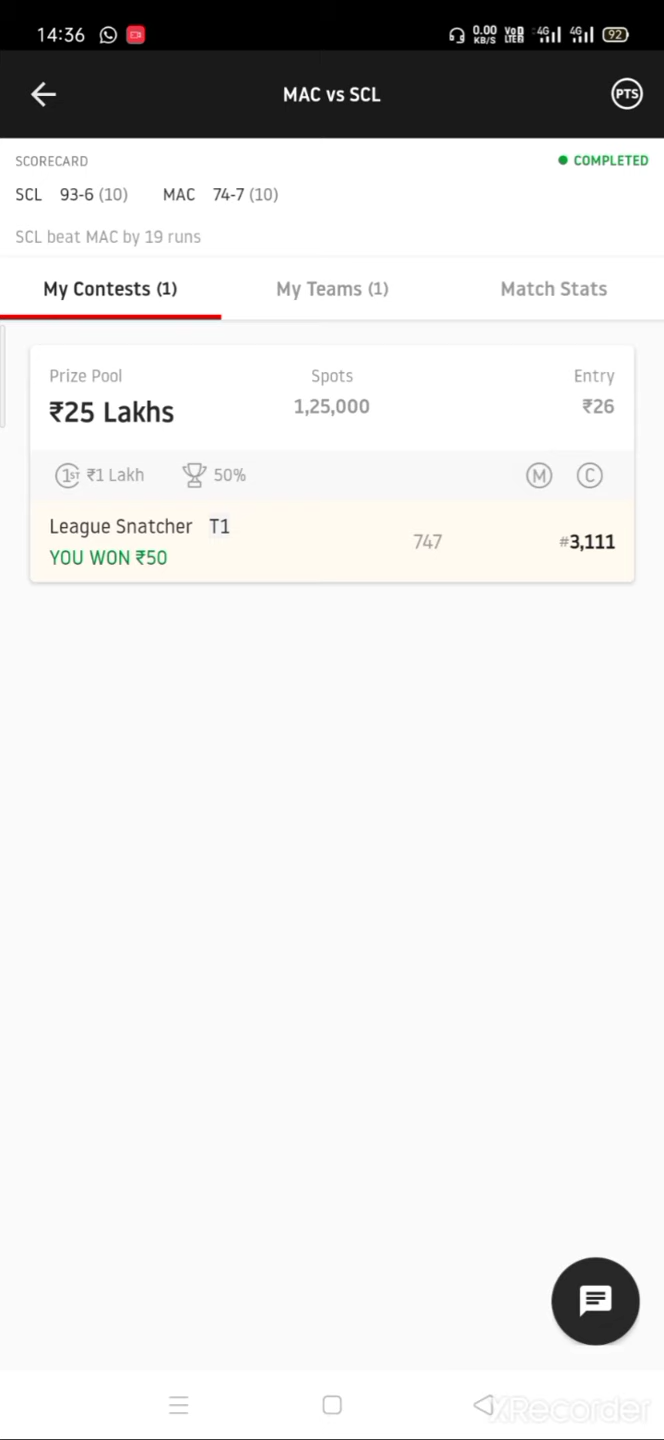 14:36 0.00 KB/S VoD LTE2 4G 4G 92
MAC vs SCL PTS
SCORECARD COMPLETED
SCL 93-6 (10) MAC 74-7 (10)
SCL beat MAC by 19 runs
My Contests (1) My Teams (1) Match Stats
Prize Pool Spots Entry
₹25 Lakhs 1,25,000 ₹26
1ST ₹1 Lakh 50% M C
League Snatcher T1
YOU WON ₹50 747 #3,111
XRecorder